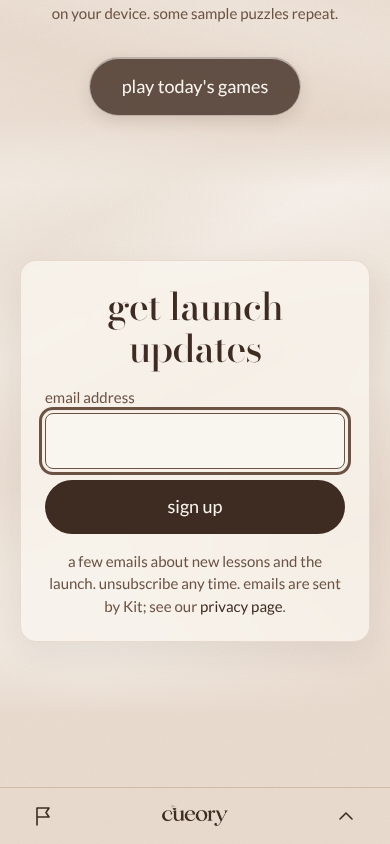 on your device. some sample puzzles repeat.
play today's games
get launch
updates
email address
sign up
a few emails about new lessons and the
launch. unsubscribe any time. emails are sent
by Kit; see our privacy page.
cueory